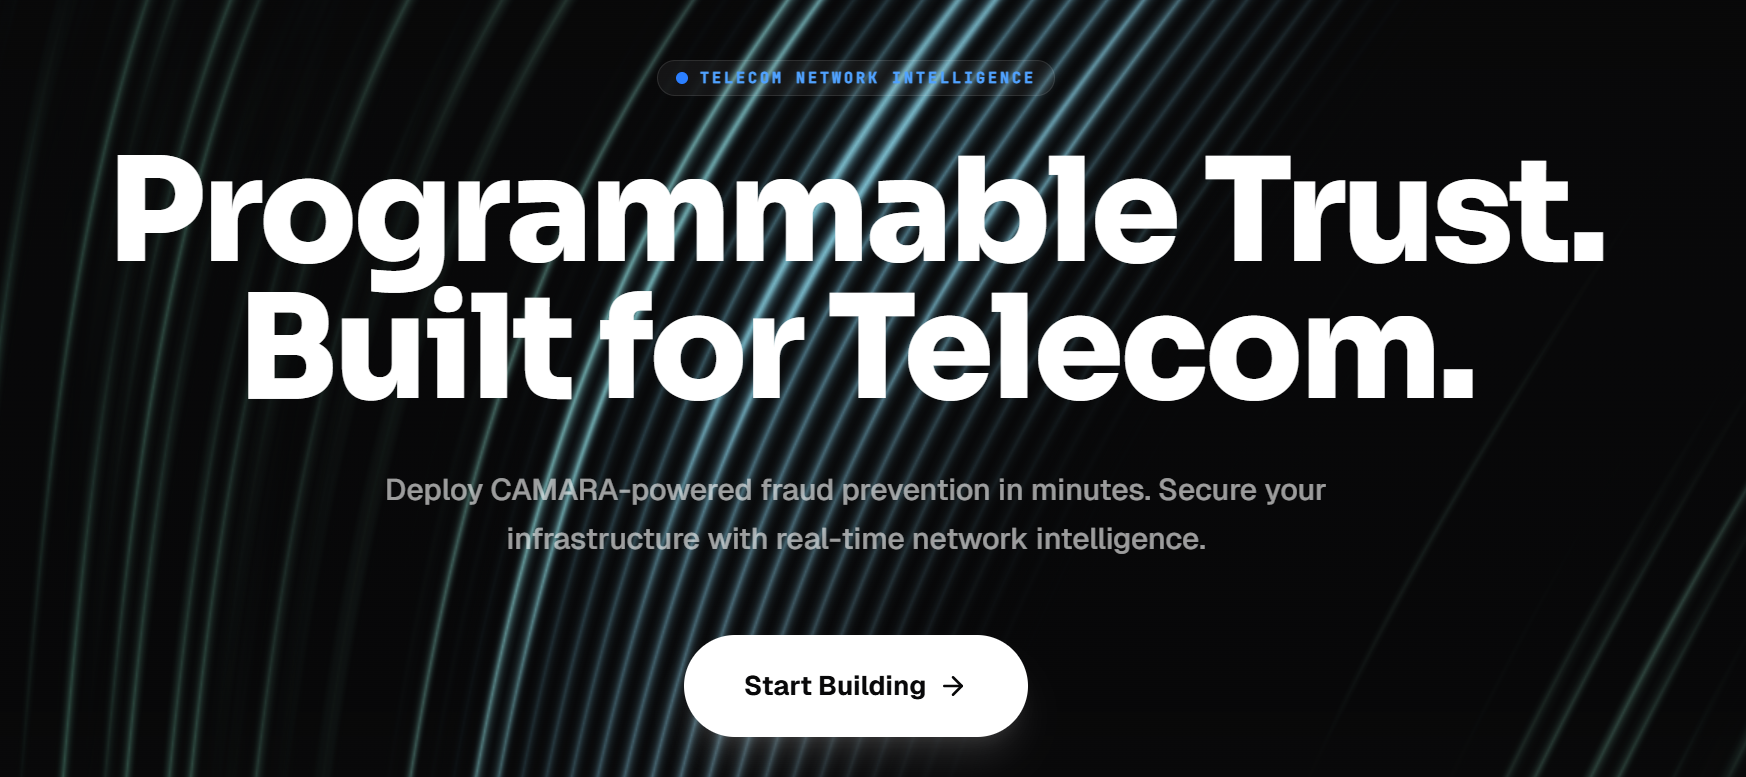 TELECOM NETWORK INTELLIGENCE
Programmable Trust.
Built for Telecom.
Deploy CAMARA-powered fraud prevention in minutes. Secure your
infrastructure with real-time network intelligence.
Start Building →